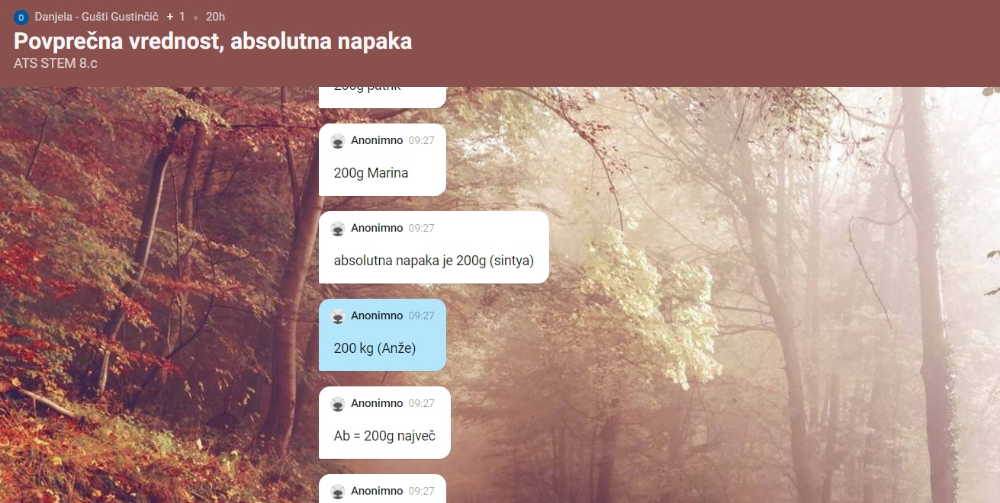 D Danjela - Gušti Gustinčič + 1 • 20h
Povprečna vrednost, absolutna napaka
ATS STEM 8.c
200g patrik
Anonimno 09:27
200g Marina
Anonimno 09:27
absolutna napaka je 200g (sintya)
Anonimno 09:27
200 kg (Anže)
Anonimno 09:27
Ab = 200g največ
Anonimno 09:27